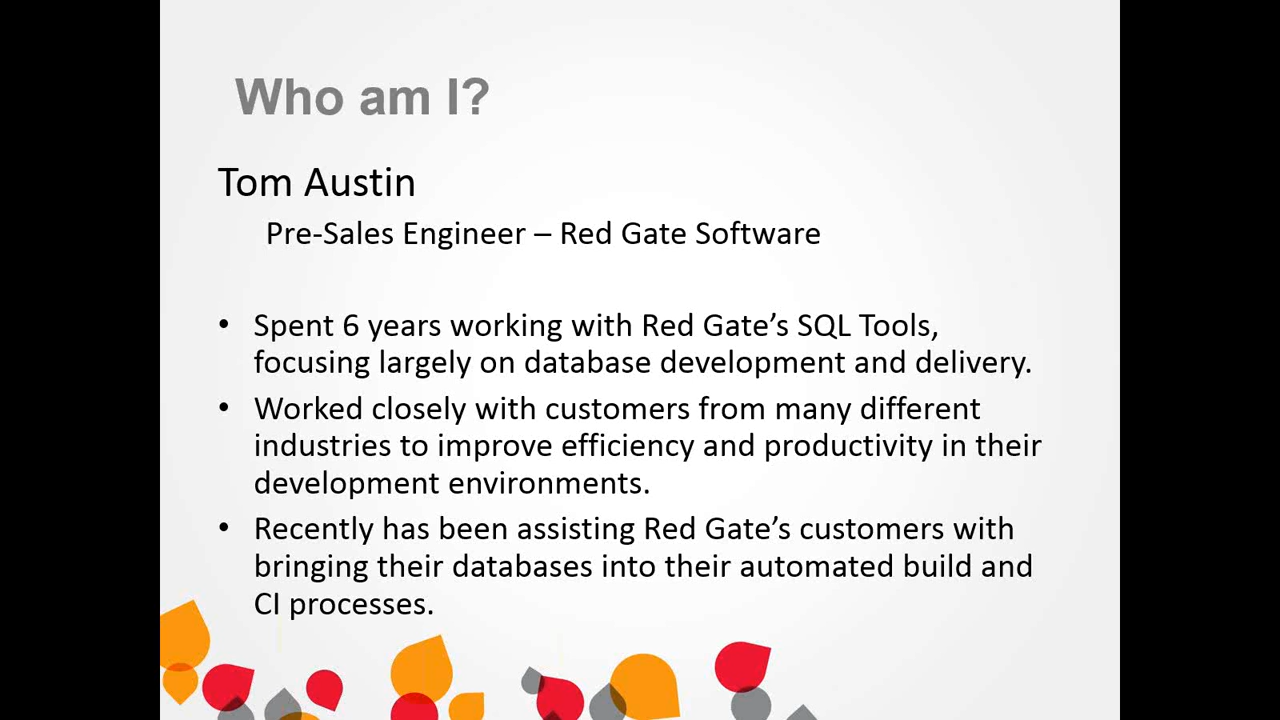 Who am I?
Tom Austin
Pre-Sales Engineer – Red Gate Software
• Spent 6 years working with Red Gate’s SQL Tools,
focusing largely on database development and delivery.
• Worked closely with customers from many different
industries to improve efficiency and productivity in their
development environments.
• Recently has been assisting Red Gate’s customers with
bringing their databases into their automated build and
CI processes.